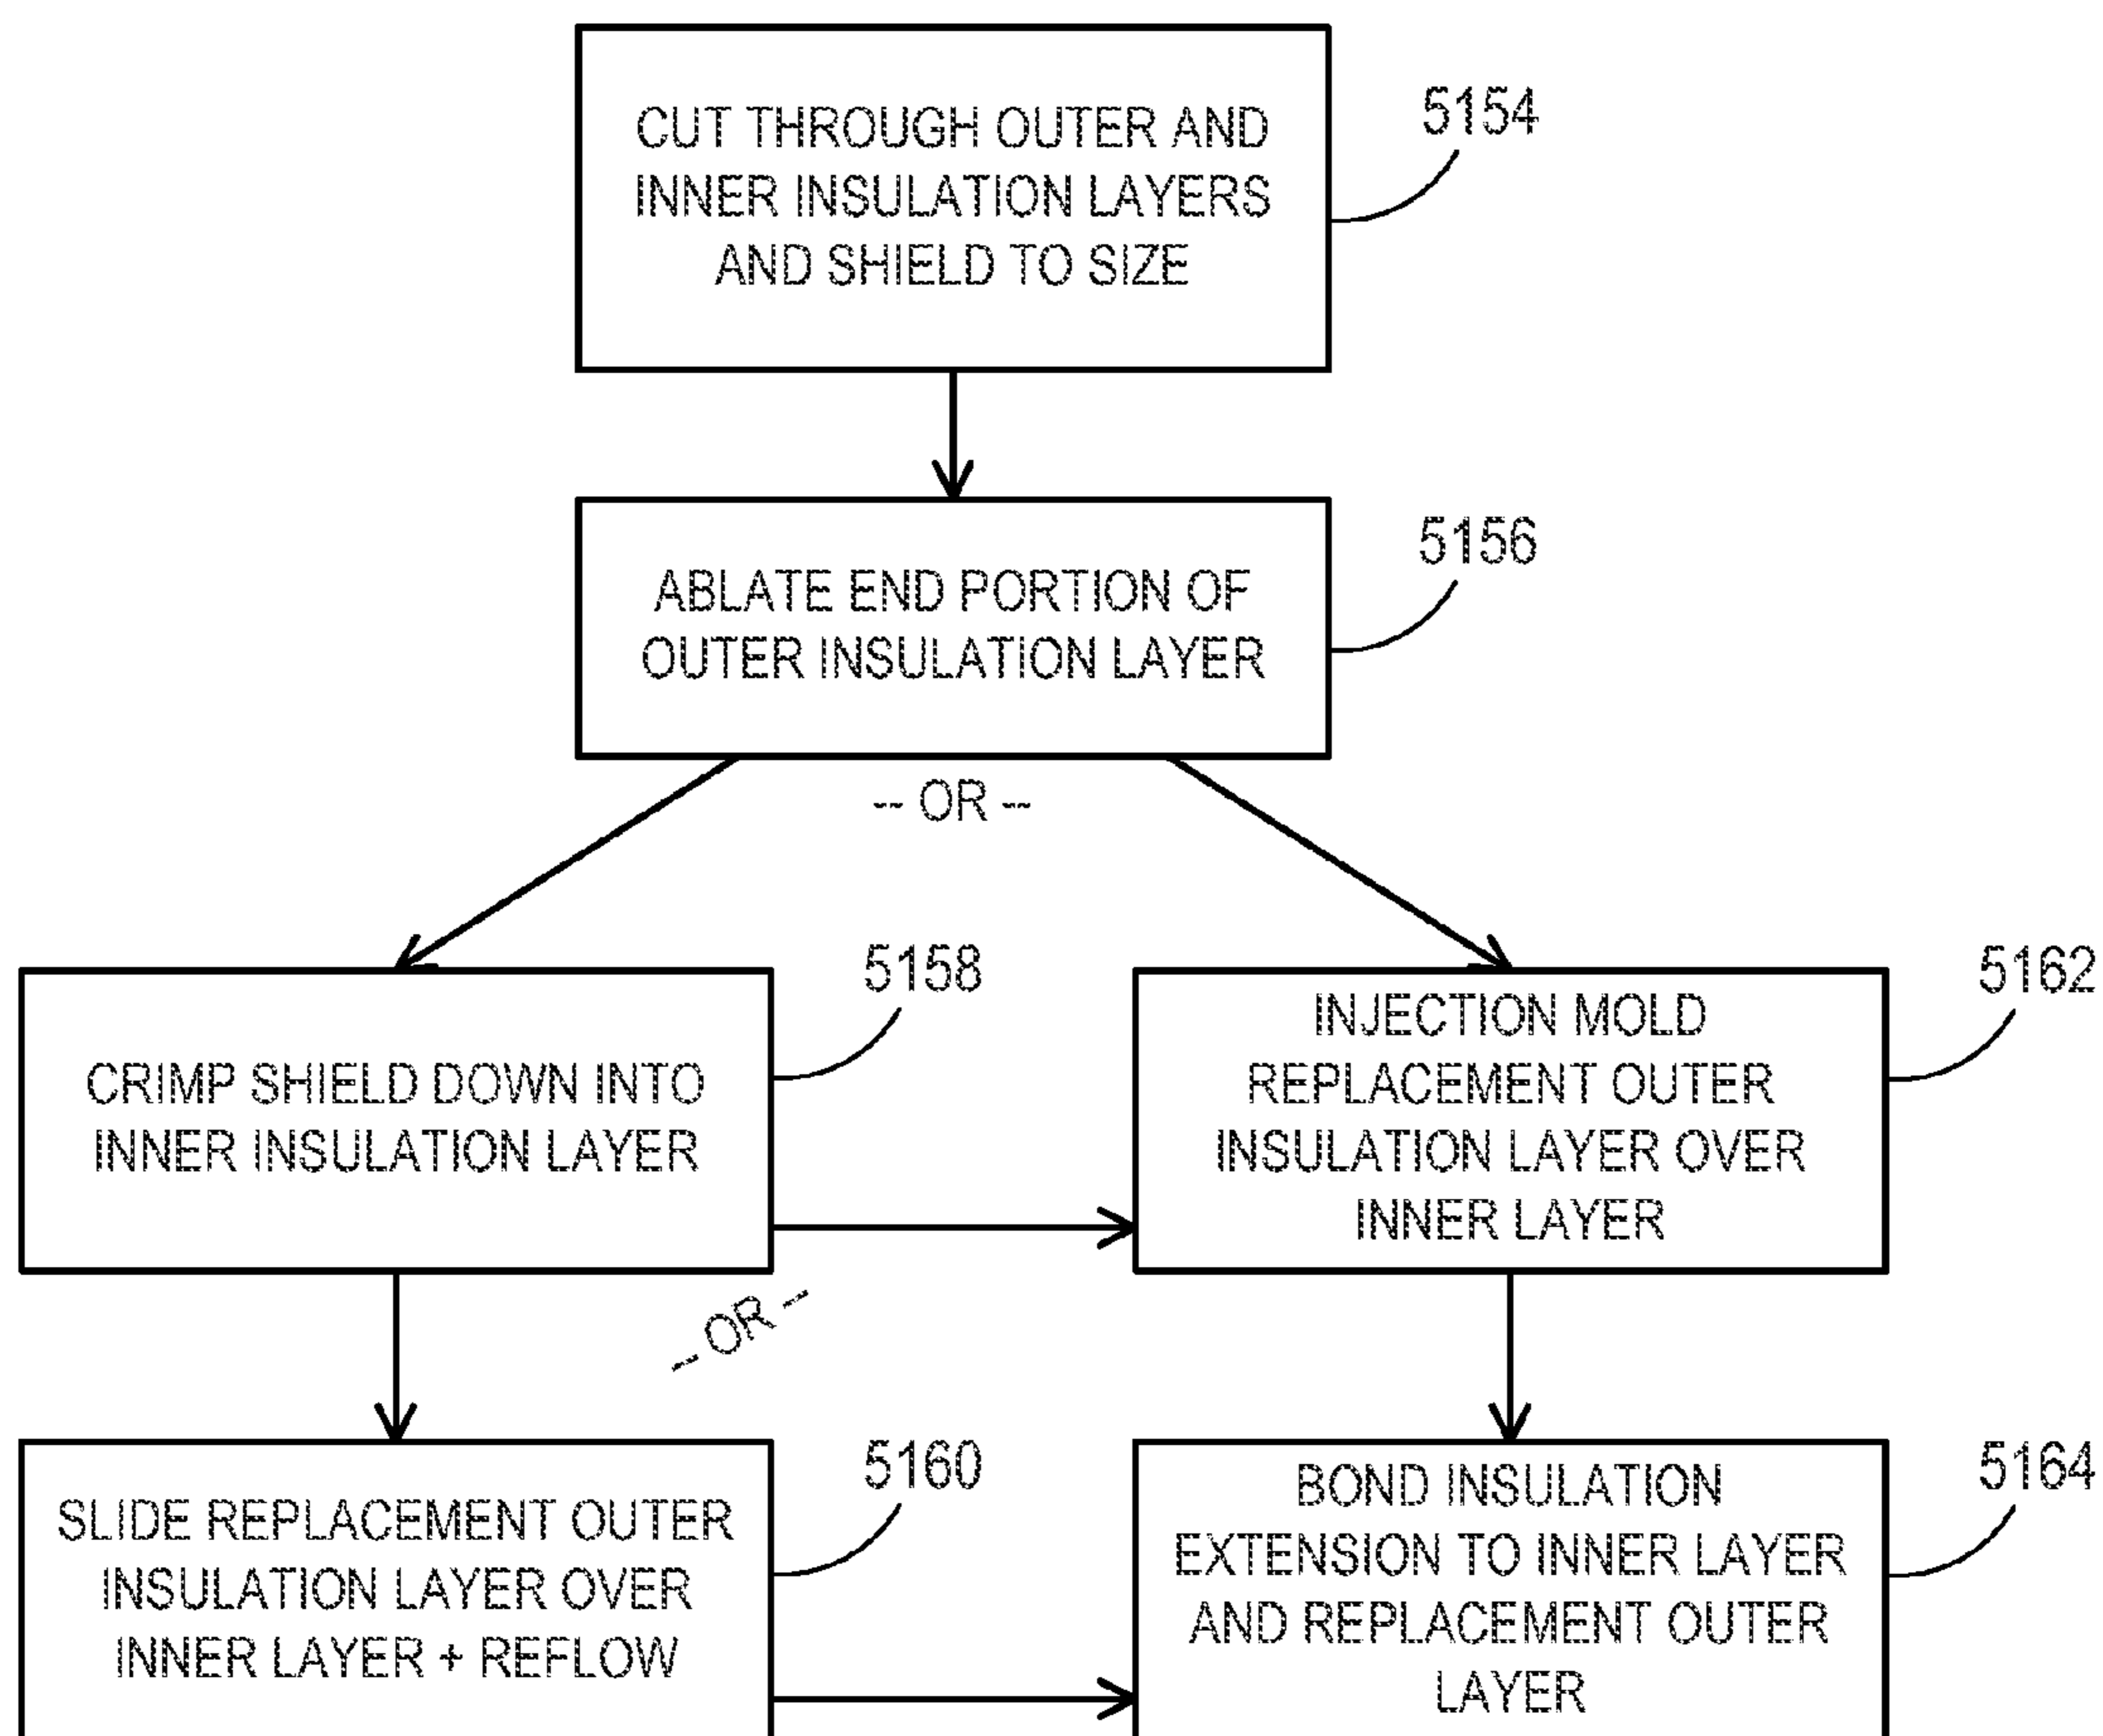 CUT THROUGH OUTER AND
INNER INSULATION LAYERS
AND SHIELD TO SIZE
5154
ABLATE END PORTION OF
OUTER INSULATION LAYER
5156
-- OR --
CRIMP SHIELD DOWN INTO
INNER INSULATION LAYER
5158
INJECTION MOLD
REPLACEMENT OUTER
INSULATION LAYER OVER
INNER LAYER
5162
-- OR --
SLIDE REPLACEMENT OUTER
INSULATION LAYER OVER
INNER LAYER + REFLOW
5160
BOND INSULATION
EXTENSION TO INNER LAYER
AND REPLACEMENT OUTER
LAYER
5164